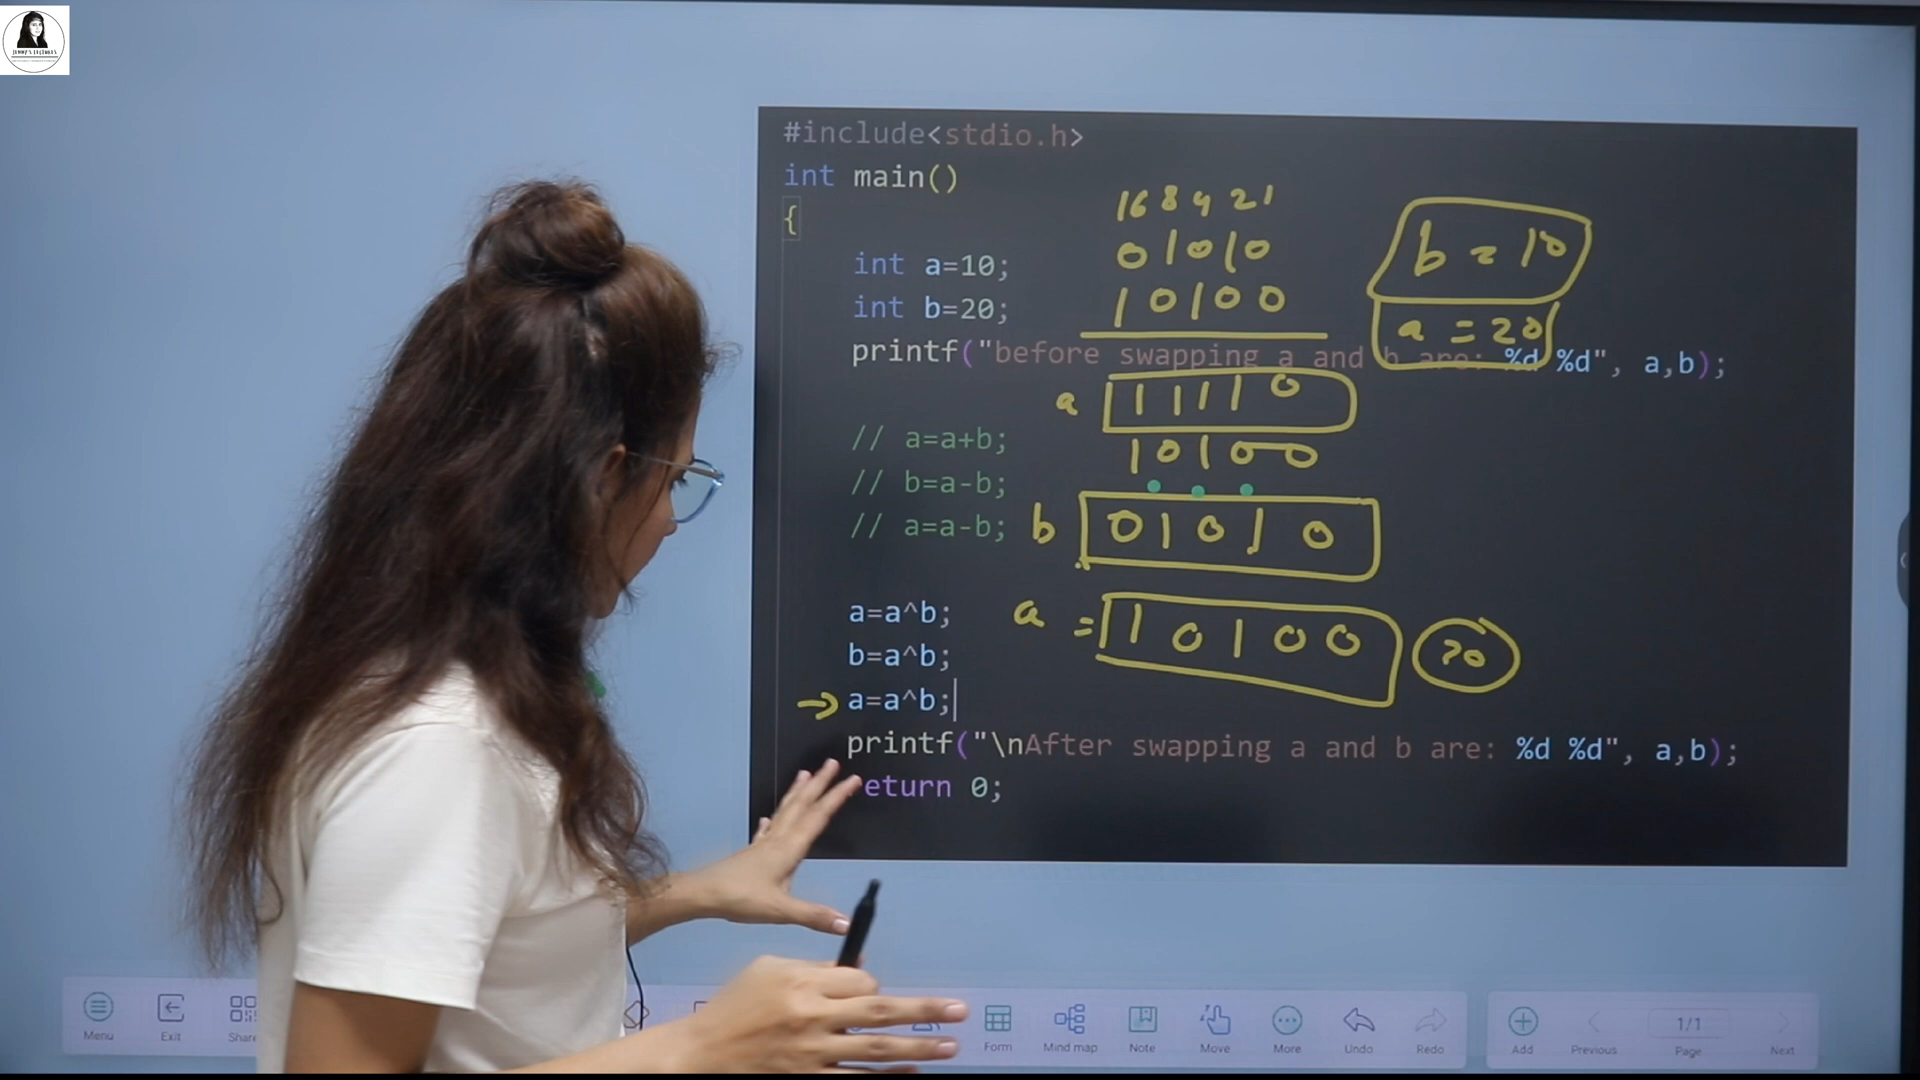 JENNY'S LECTURES
#include<stdio.h>
int main()
{
16 8 4 2 1
0 1 0 1 0
1 0 1 0 0
b = 10
a = 20
int a=10;
int b=20;
printf("before swapping a and b are: %d %d", a,b);
a 1 1 1 1 0
1 0 1 0 0
// a=a+b;
// b=a-b;
// a=a-b;
b 0 1 0 1 0
a=a^b;
b=a^b;
→ a=a^b;
a = 1 0 1 0 0 20
printf("\nAfter swapping a and b are: %d %d", a,b);
eturn 0;
Menu Exit Share Form Mind map Note Move More Undo Redo Add Previous 1/1 Page Next